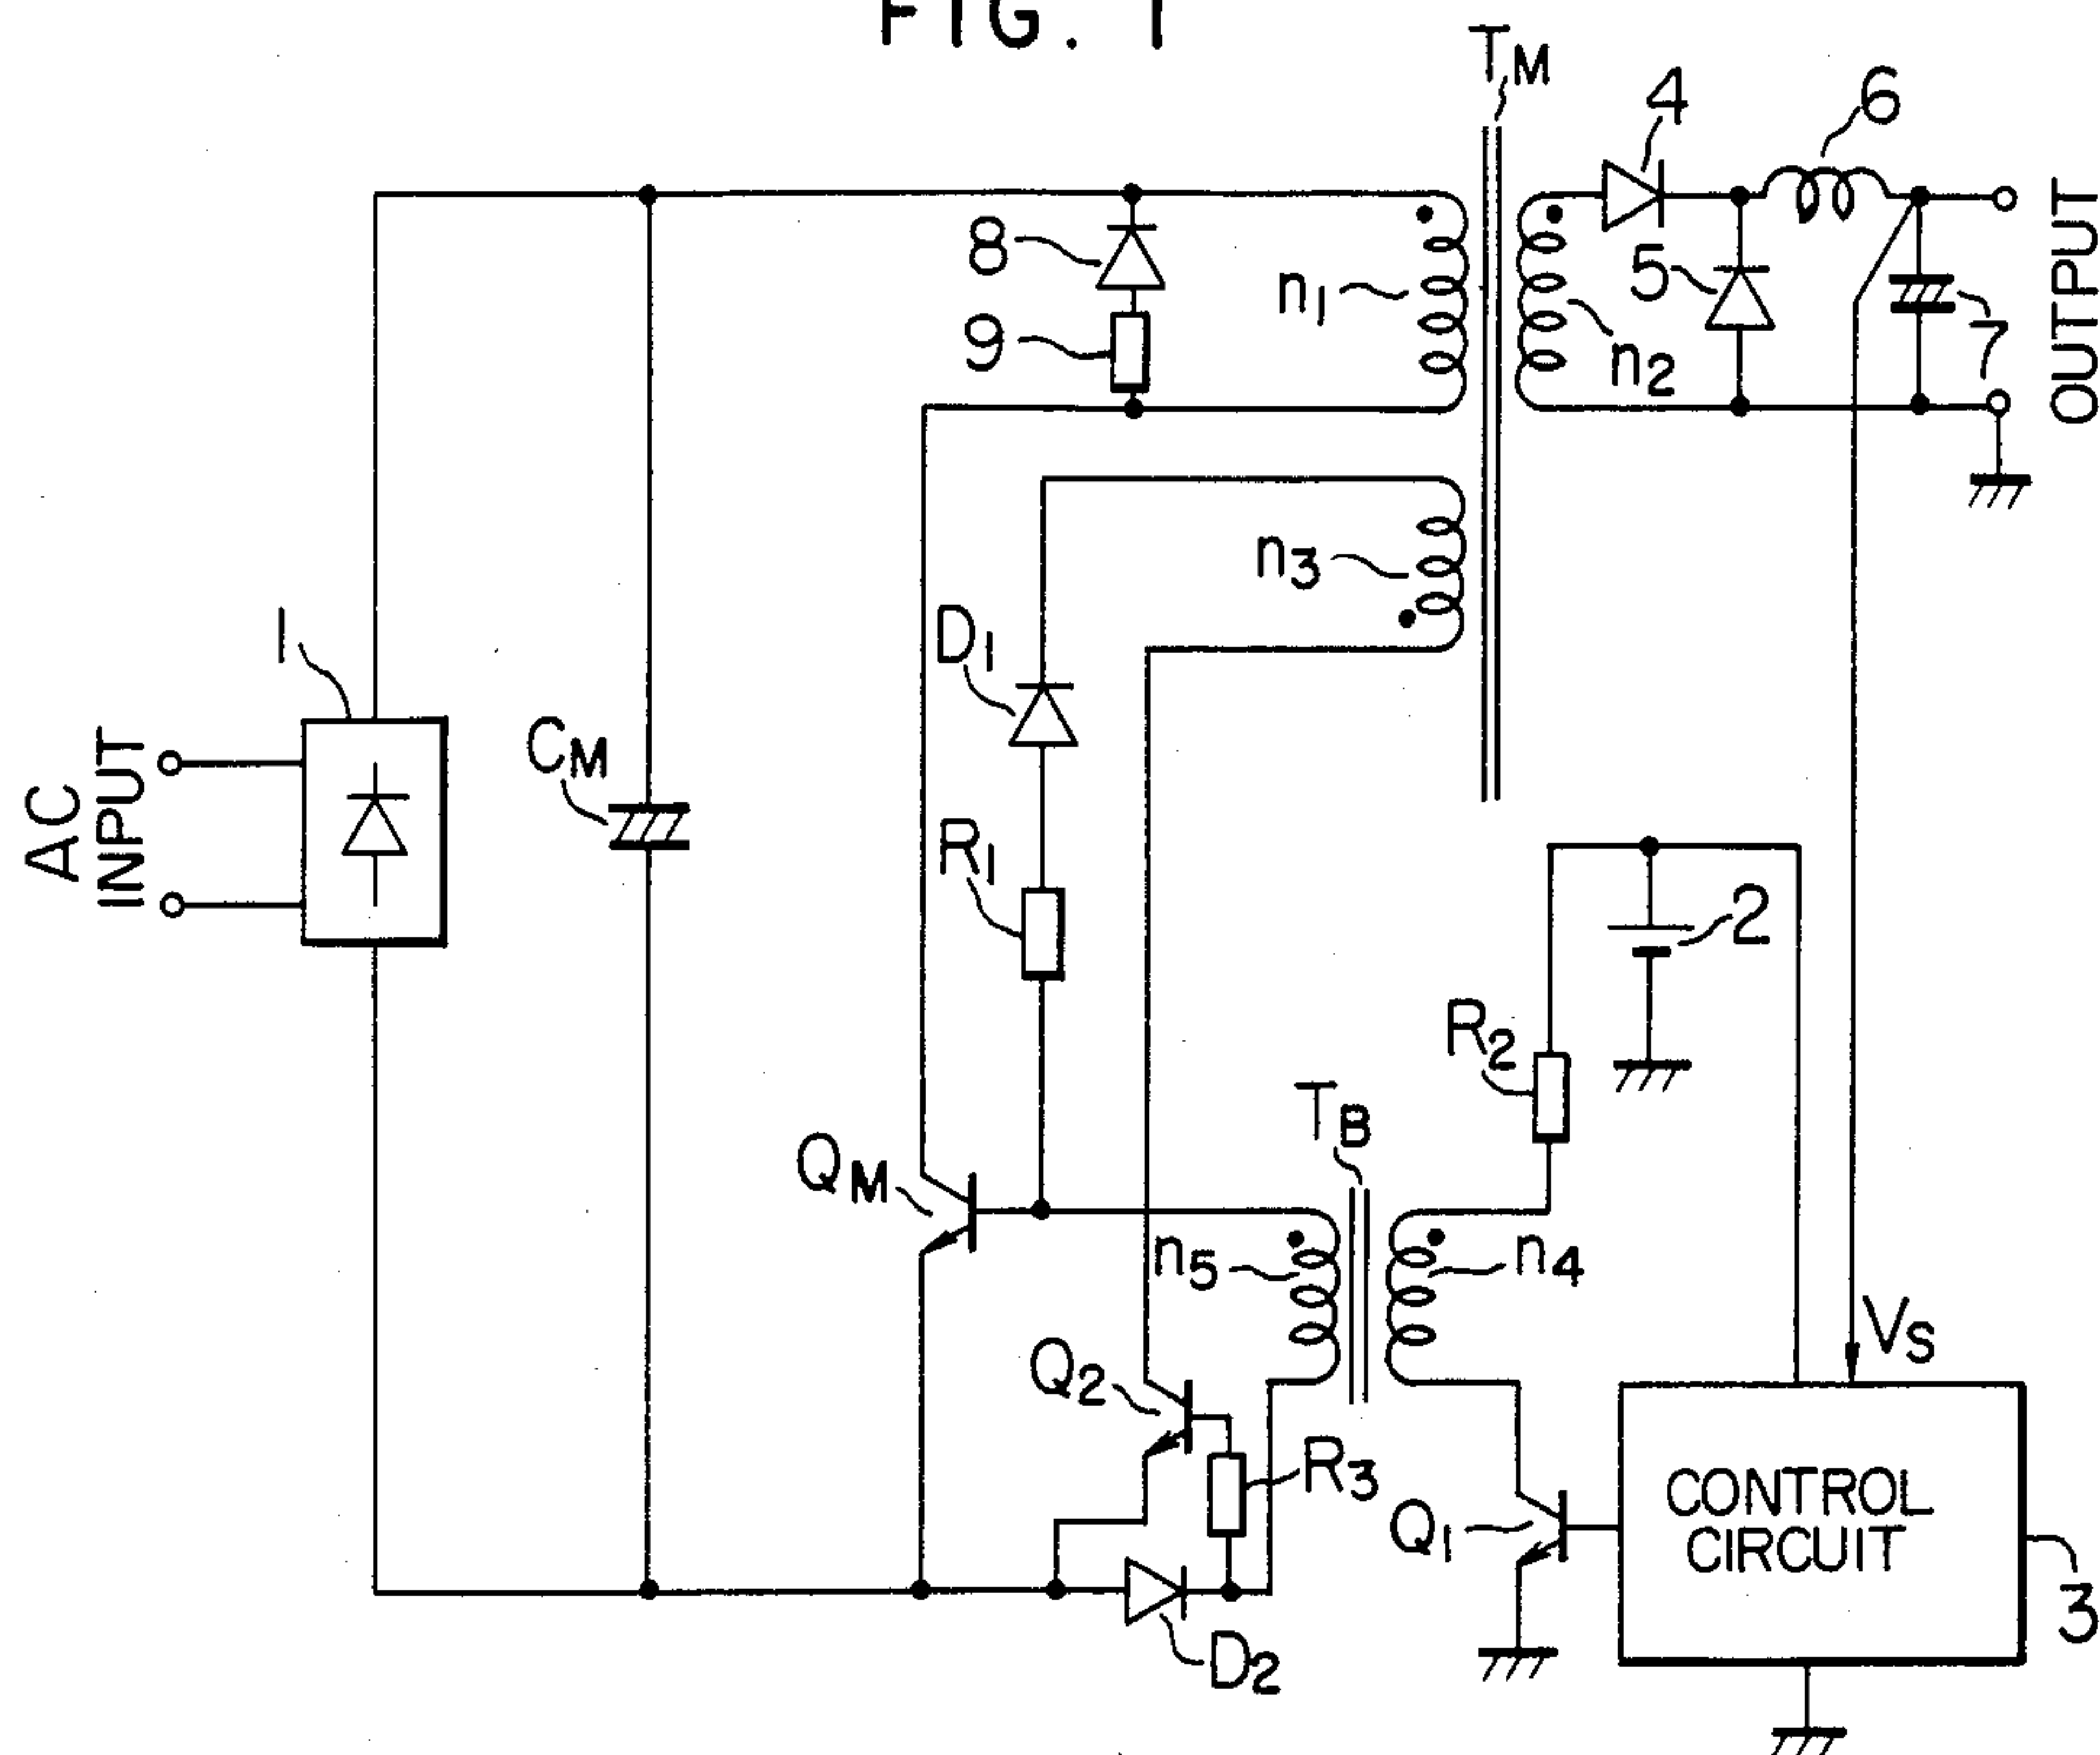 FIG. 1
TM
4
6
8
n1
5
9
n2
7
OUTPUT
n3
D1
1
CM
AC
INPUT
R1
2
R2
TB
QM
n5
n4
VS
Q2
R3
Q1
CONTROL
CIRCUIT
3
D2